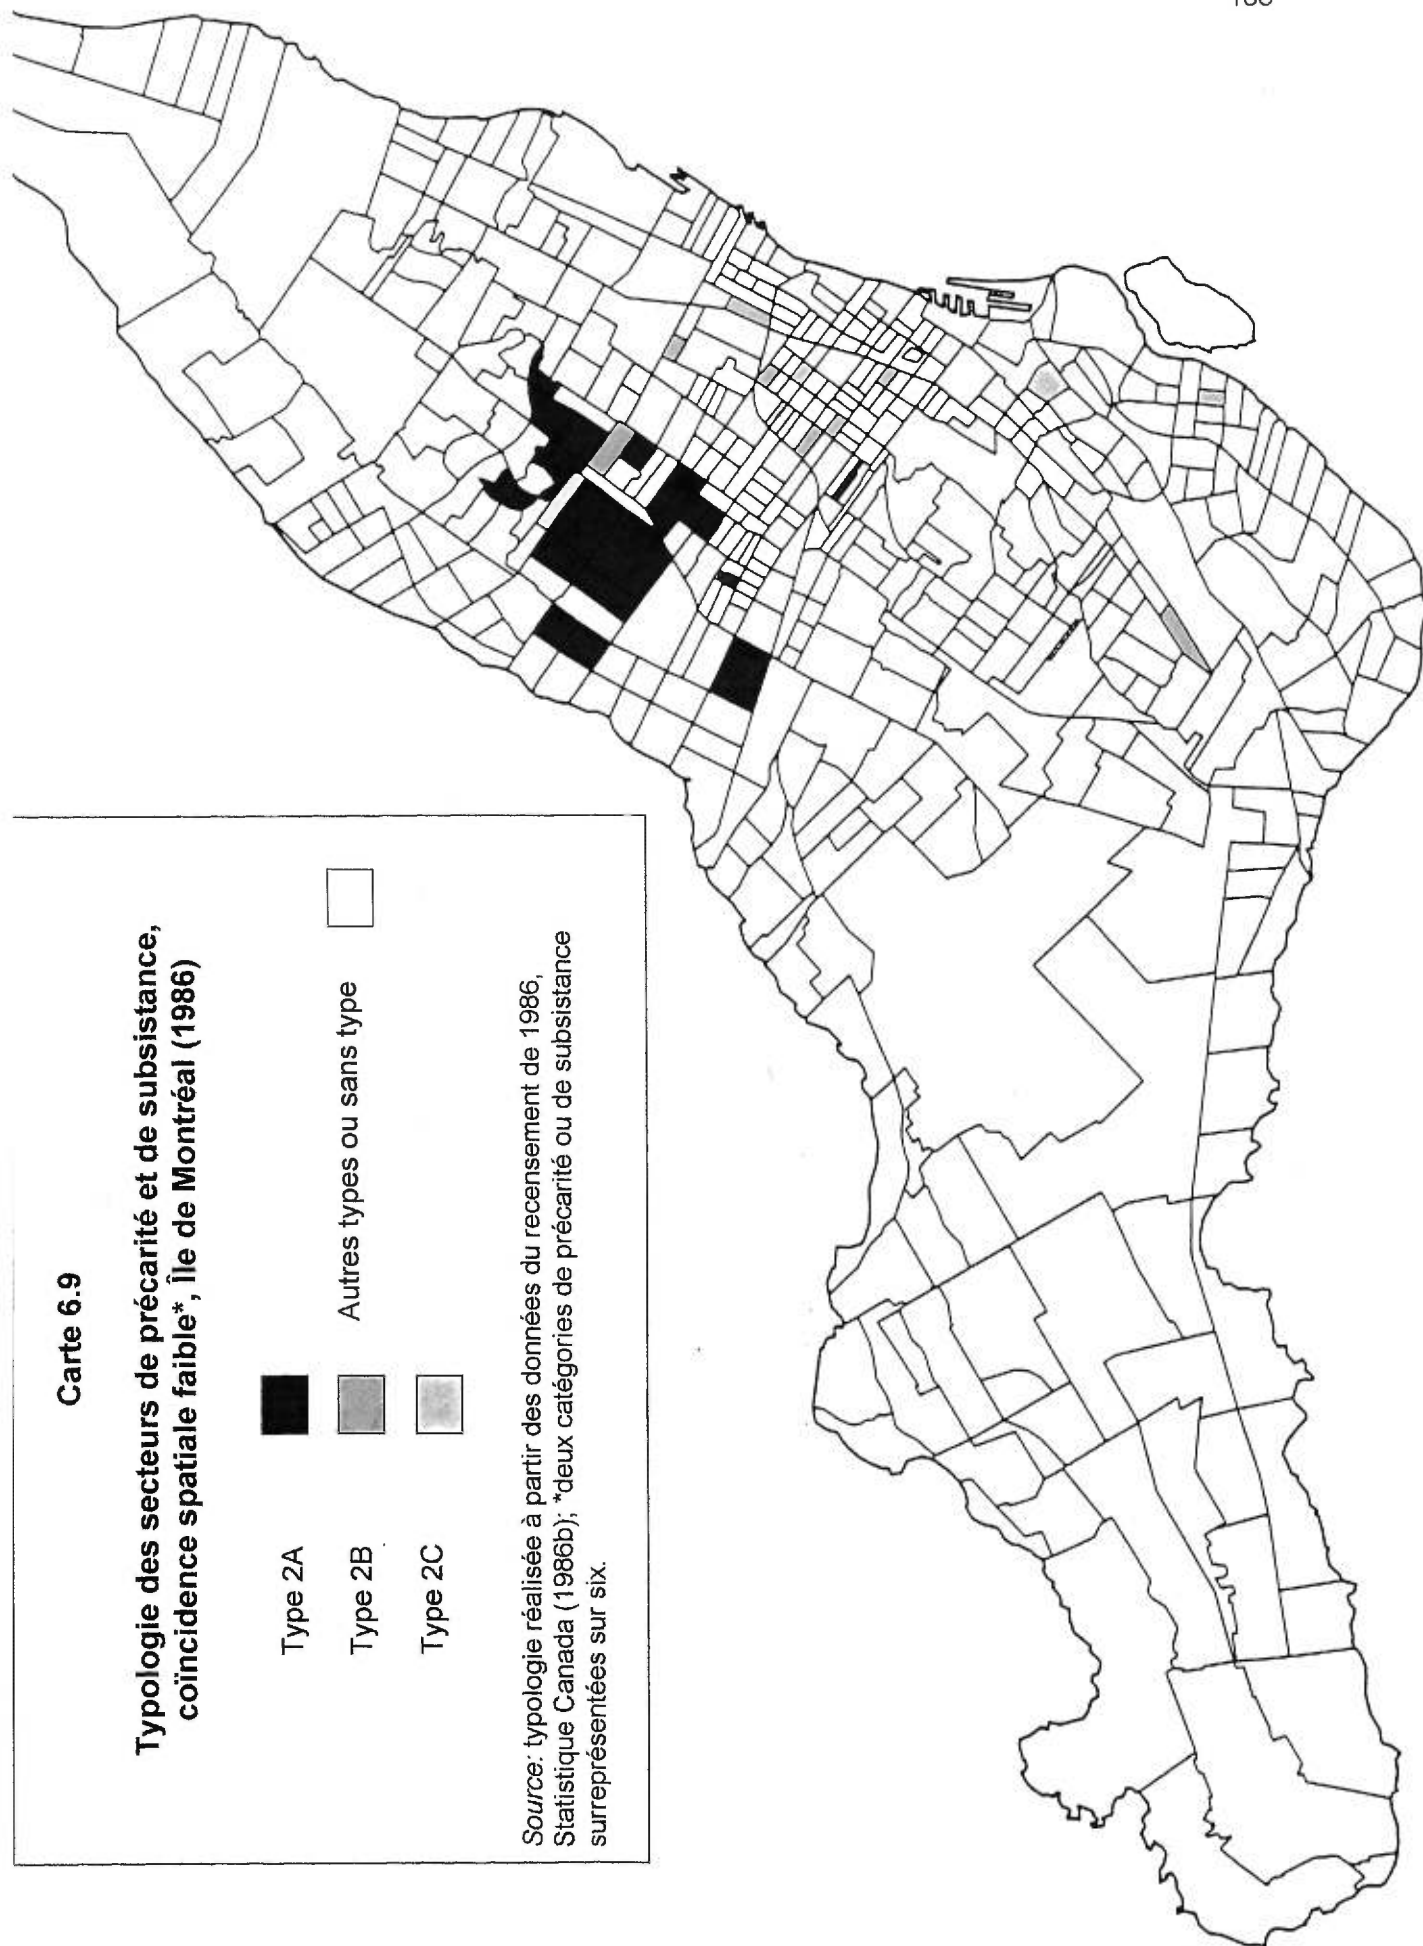 Carte 6.9
Typologie des secteurs de précarité et de subsistance,
coïncidence spatiale faible*, Île de Montréal (1986)
Type 2A
Type 2B
Autres types ou sans type
Type 2C
Source: typologie réalisée à partir des données du recensement de 1986,
Statistique Canada (1986b); *deux catégories de précarité ou de subsistance
surreprésentées sur six.